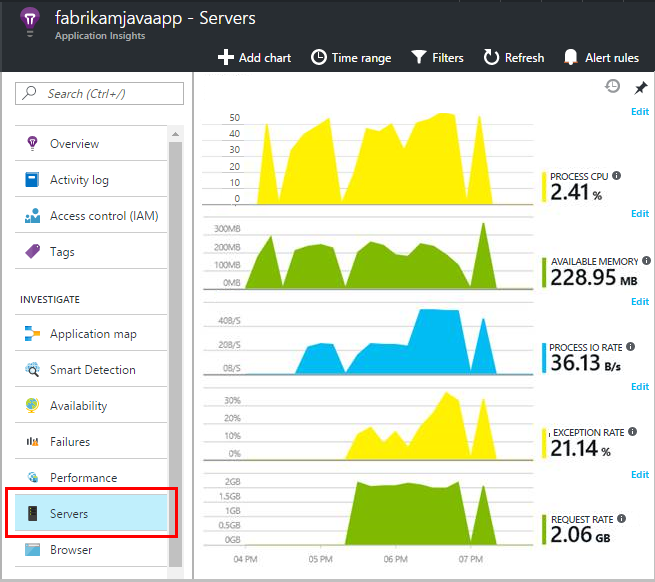 fabrikamjavaapp - Servers
Application Insights
Add chart Time range Filters Refresh Alert rules
Search (Ctrl+/)
Overview
Activity log
Access control (IAM)
Tags
INVESTIGATE
Application map
Smart Detection
Availability
Failures
Performance
Servers
Browser
Edit
50
40
30
20
10
0
PROCESS CPU
2.41 %
Edit
300MB
200MB
100MB
0MB
AVAILABLE MEMORY
228.95 MB
Edit
40B/S
20B/S
0B/S
PROCESS IO RATE
36.13 B/s
Edit
30%
20%
10%
0%
EXCEPTION RATE
21.14 %
Edit
2GB
1.5GB
1GB
0.5GB
0GB
REQUEST RATE
2.06 GB
04 PM 05 PM 06 PM 07 PM